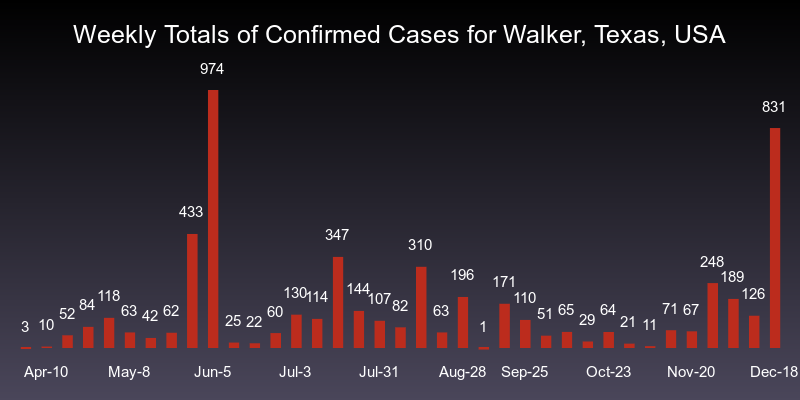 Weekly Totals of Confirmed Cases for Walker, Texas, USA
3 10 52 84 118 63 42 62 433 974 25 22 60 130 114 347 144 107 82 310 63 196 1 171 110 51 65 29 64 21 11 71 67 248 189 126 831
Apr-10 May-8 Jun-5 Jul-3 Jul-31 Aug-28 Sep-25 Oct-23 Nov-20 Dec-18